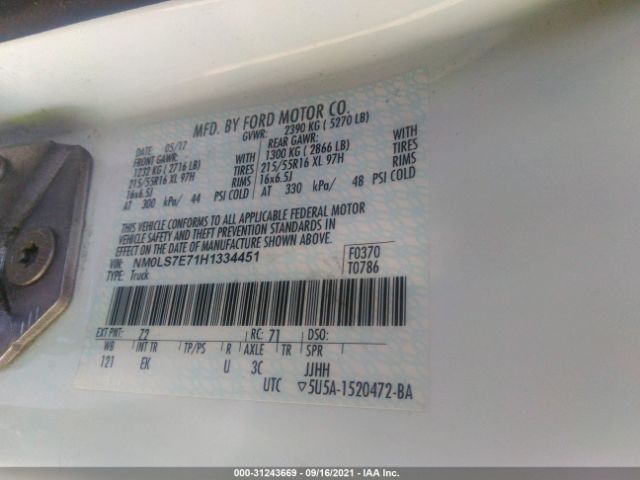 MFD. BY FORD MOTOR CO.
DATE: 05/17 GVWR: 2390 KG ( 5270 LB)
FRONT GAWR: WITH REAR GAWR: WITH
1232 KG ( 2716 LB) TIRES 1300 KG ( 2866 LB) TIRES
215/55R16 XL 97H RIMS 215/55R16 XL 97H RIMS
16x6.5J 16x6.5J
AT 300 kPa/ 44 PSI COLD AT 330 kPa/ 48 PSI COLD
THIS VEHICLE CONFORMS TO ALL APPLICABLE FEDERAL MOTOR
VEHICLE SAFETY AND THEFT PREVENTION STANDARDS IN
EFFECT ON THE DATE OF MANUFACTURE SHOWN ABOVE.
VIN: NM0LS7E71H1334451 F0370
TYPE: Truck T0786
EXT PNT: Z2 RC: 71 DSO:
WB INT TR TP/PS R AXLE TR SPR
121 EK U 3C JJHH
UTC ▽5U5A-1520472-BA
000-31243669 - 09/16/2021 - IAA Inc.